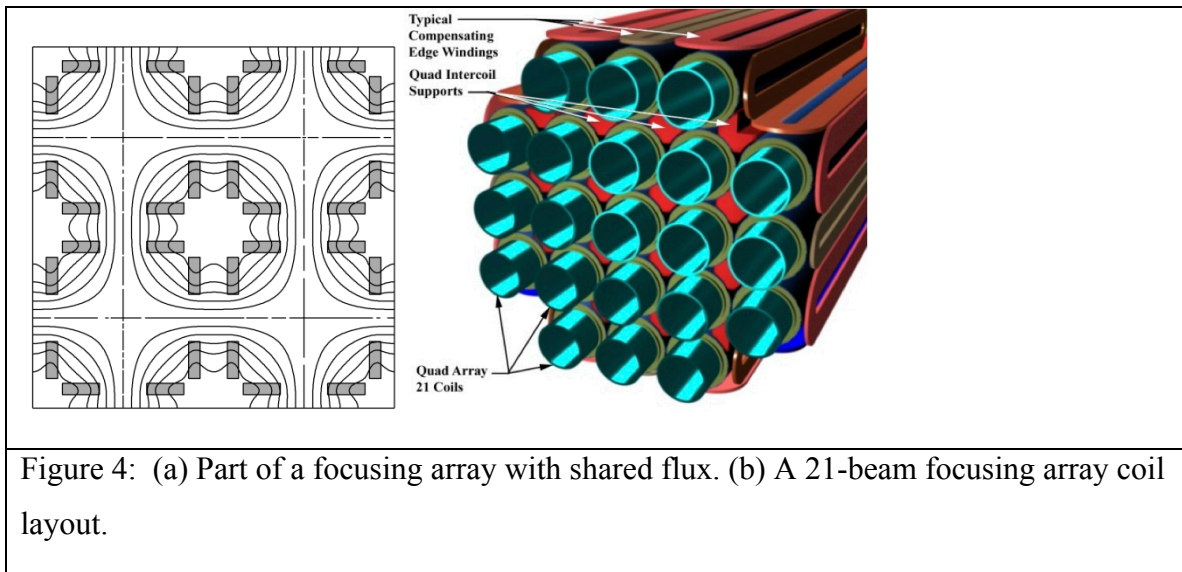 Typical
Compensating
Edge Windings
Quad Intercoil
Supports
Quad Array
21 Coils
Figure 4:  (a) Part of a focusing array with shared flux. (b) A 21-beam focusing array coil
layout.